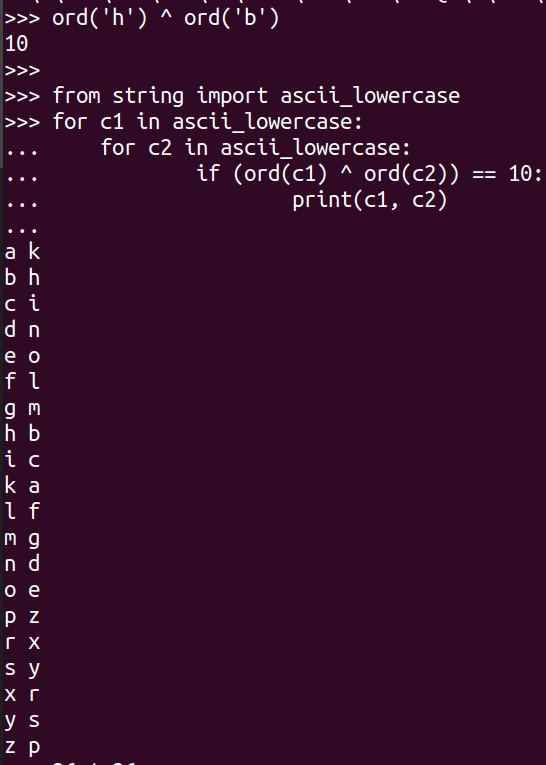 >>> ord('h') ^ ord('b')
10
>>>
>>> from string import ascii_lowercase
>>> for c1 in ascii_lowercase:
...     for c2 in ascii_lowercase:
...             if (ord(c1) ^ ord(c2)) == 10:
...                     print(c1, c2)
...
a k
b h
c i
d n
e o
f l
g m
h b
i c
k a
l f
m g
n d
o e
p z
r x
s y
x r
y s
z p